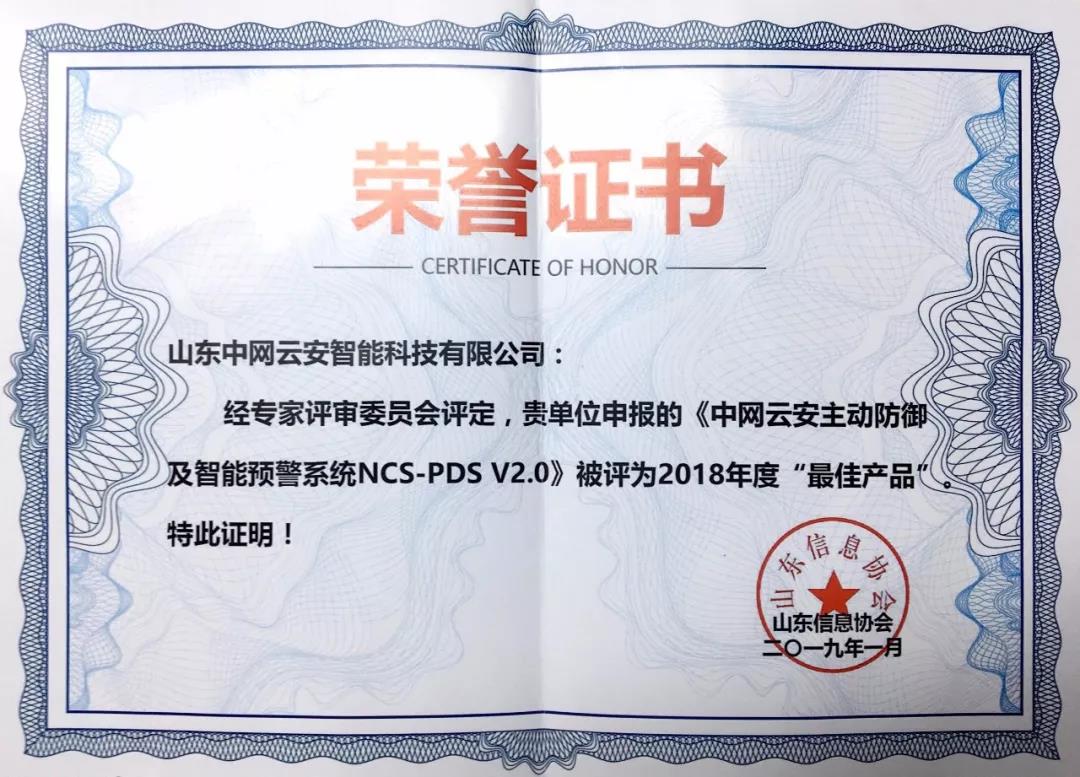 荣誉证书
CERTIFICATE OF HONOR
山东中网云安智能科技有限公司：
经专家评审委员会评定，贵单位申报的《中网云安主动防御
及智能预警系统NCS-PDS V2.0》被评为2018年度“最佳产品”。
特此证明！
山东信息协会
山东信息协会
二〇一九年一月